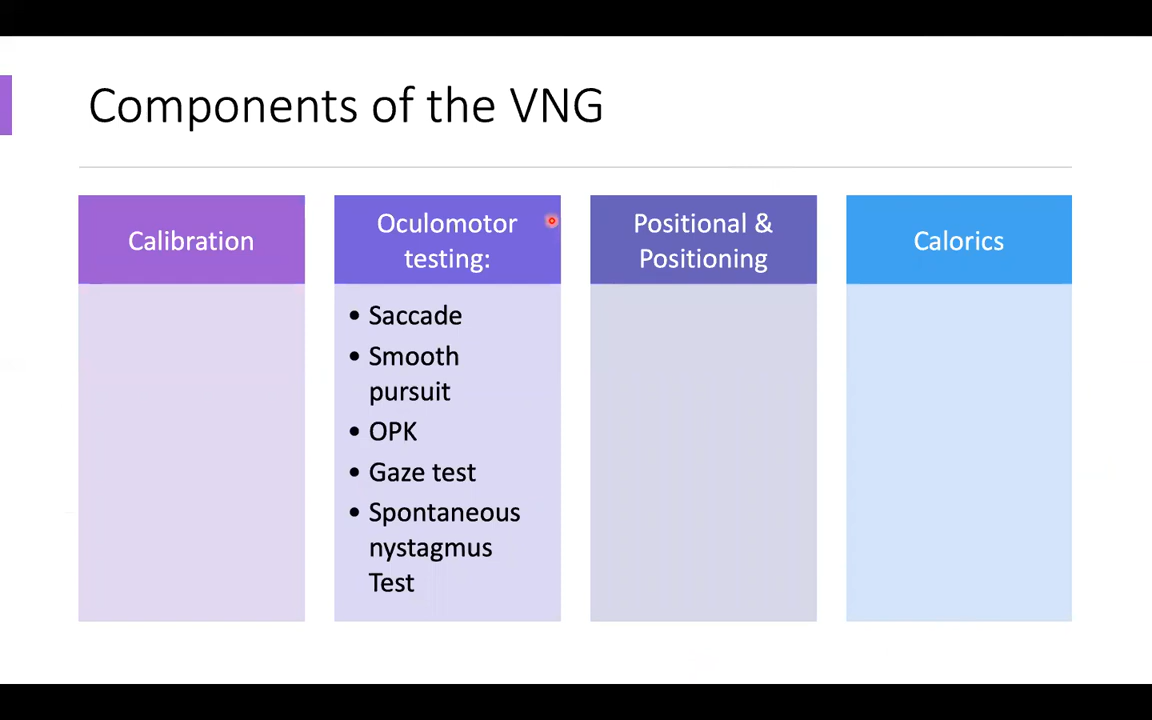 Components of the VNG
Calibration
Oculomotor
testing:
• Saccade
• Smooth
pursuit
• OPK
• Gaze test
• Spontaneous
nystagmus
Test
Positional &
Positioning
Calorics